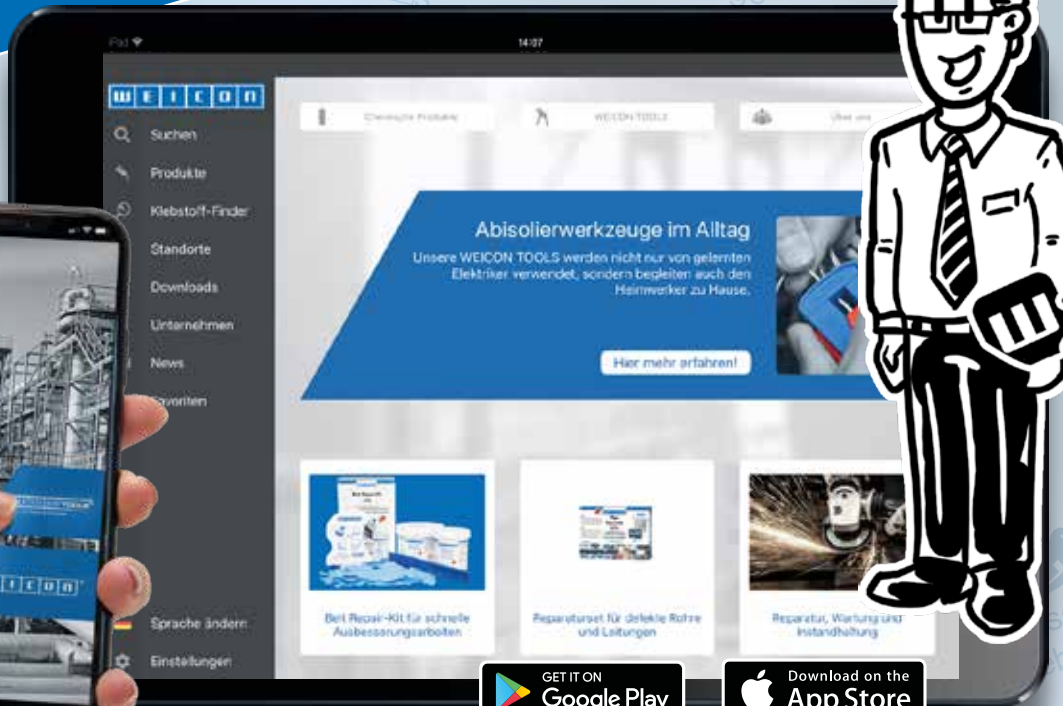 iPad
14:07
WEICON
Suchen
Produkte
Klebstoff-Finder
Standorte
Downloads
Unternehmen
News
Favoriten
Sprache ändern
Einstellungen
Chemische Produkte
WEICON TOOLS
Über uns
Abisolierwerkzeuge im Alltag
Unsere WEICON TOOLS werden nicht nur von gelernten
Elektriker verwendet, sondern begleiten auch den
Heimwerker zu Hause.
Hier mehr erfahren!
Belt Repair-Kit für schnelle
Ausbesserungsarbeiten
Reparaturset für defekte Rohre
und Leitungen
Reparatur, Wartung und
Instandhaltung
GET IT ON
Google Play
Download on the
App Store